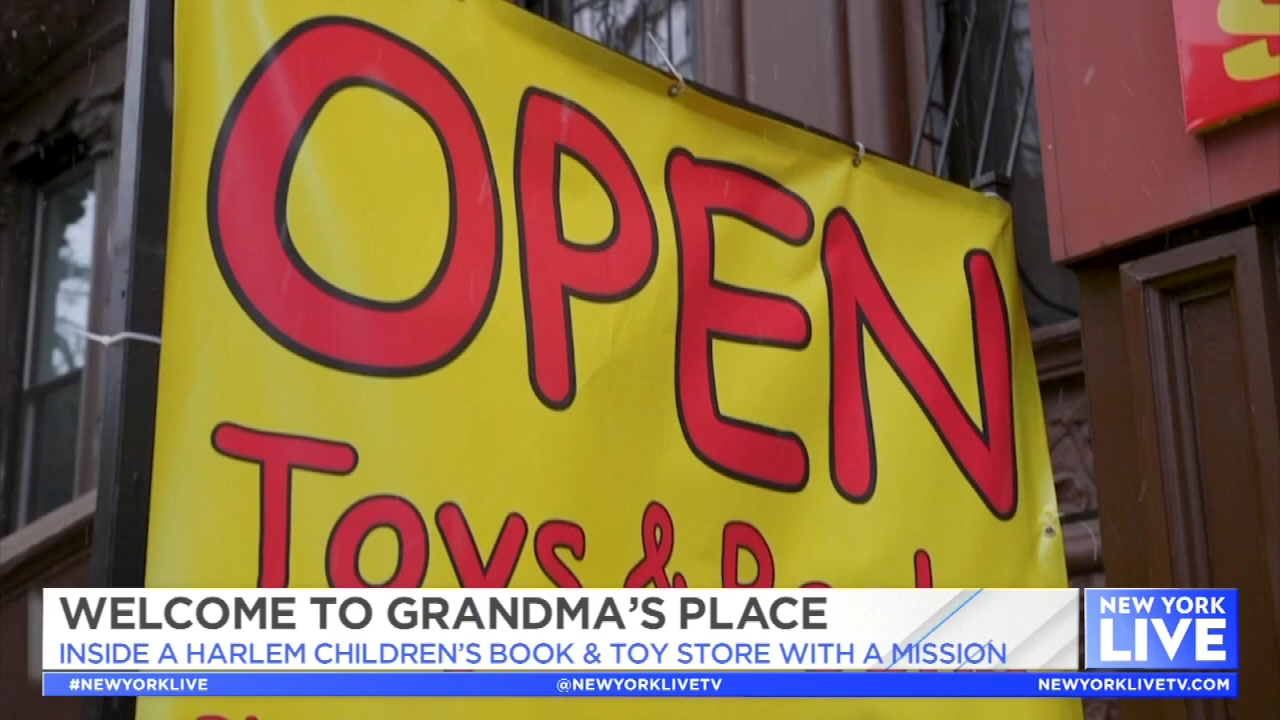 OPEN
Toys &
WELCOME TO GRANDMA'S PLACE
INSIDE A HARLEM CHILDREN'S BOOK & TOY STORE WITH A MISSION
NEW YORK
LIVE
#NEWYORKLIVE
@NEWYORKLIVETV
NEWYORKLIVETV.COM